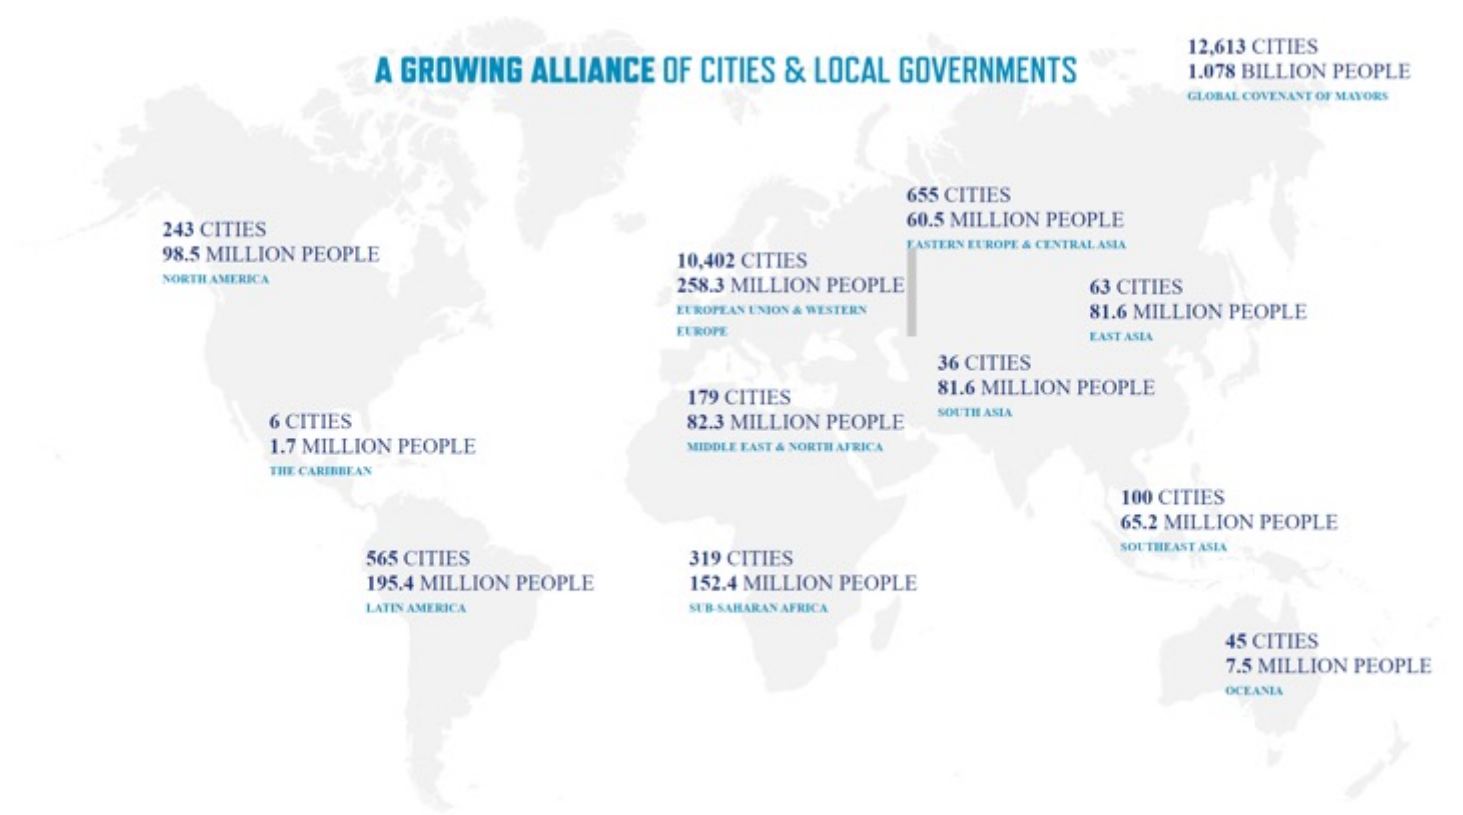 A GROWING ALLIANCE OF CITIES & LOCAL GOVERNMENTS
12,613 CITIES
1.078 BILLION PEOPLE
GLOBAL COVENANT OF MAYORS
655 CITIES
60.5 MILLION PEOPLE
EASTERN EUROPE & CENTRAL ASIA
243 CITIES
98.5 MILLION PEOPLE
NORTH AMERICA
10,402 CITIES
258.3 MILLION PEOPLE
EUROPEAN UNION & WESTERN
EUROPE
63 CITIES
81.6 MILLION PEOPLE
EAST ASIA
36 CITIES
81.6 MILLION PEOPLE
SOUTH ASIA
179 CITIES
82.3 MILLION PEOPLE
MIDDLE EAST & NORTH AFRICA
6 CITIES
1.7 MILLION PEOPLE
THE CARIBBEAN
100 CITIES
65.2 MILLION PEOPLE
SOUTHEAST ASIA
565 CITIES
195.4 MILLION PEOPLE
LATIN AMERICA
319 CITIES
152.4 MILLION PEOPLE
SUB-SAHARAN AFRICA
45 CITIES
7.5 MILLION PEOPLE
OCEANIA